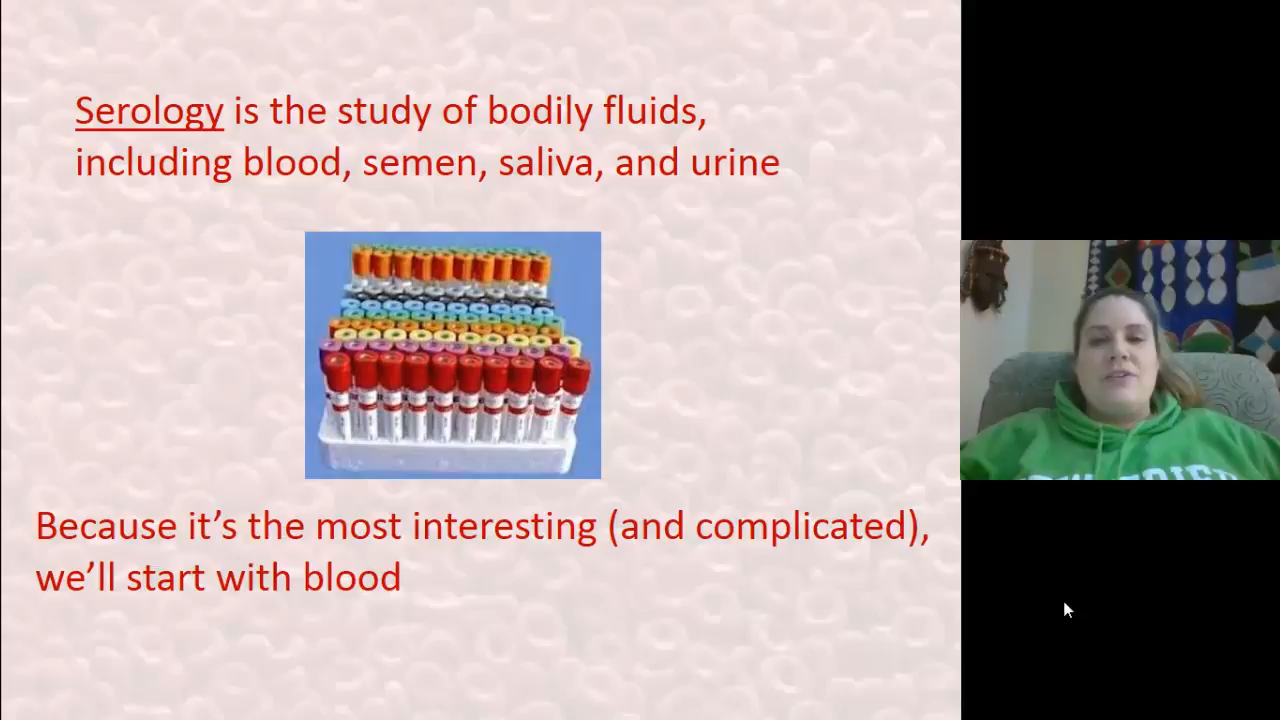 Serology is the study of bodily fluids,
including blood, semen, saliva, and urine
Because it’s the most interesting (and complicated),
we’ll start with blood